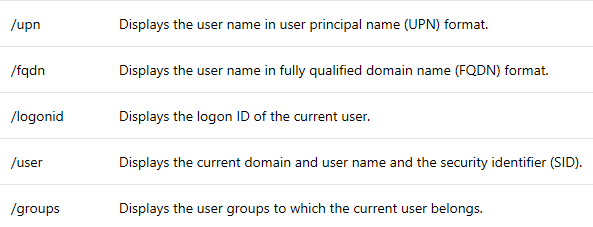 /upn Displays the user name in user principal name (UPN) format.
/fqdn Displays the user name in fully qualified domain name (FQDN) format.
/logonid Displays the logon ID of the current user.
/user Displays the current domain and user name and the security identifier (SID).
/groups Displays the user groups to which the current user belongs.